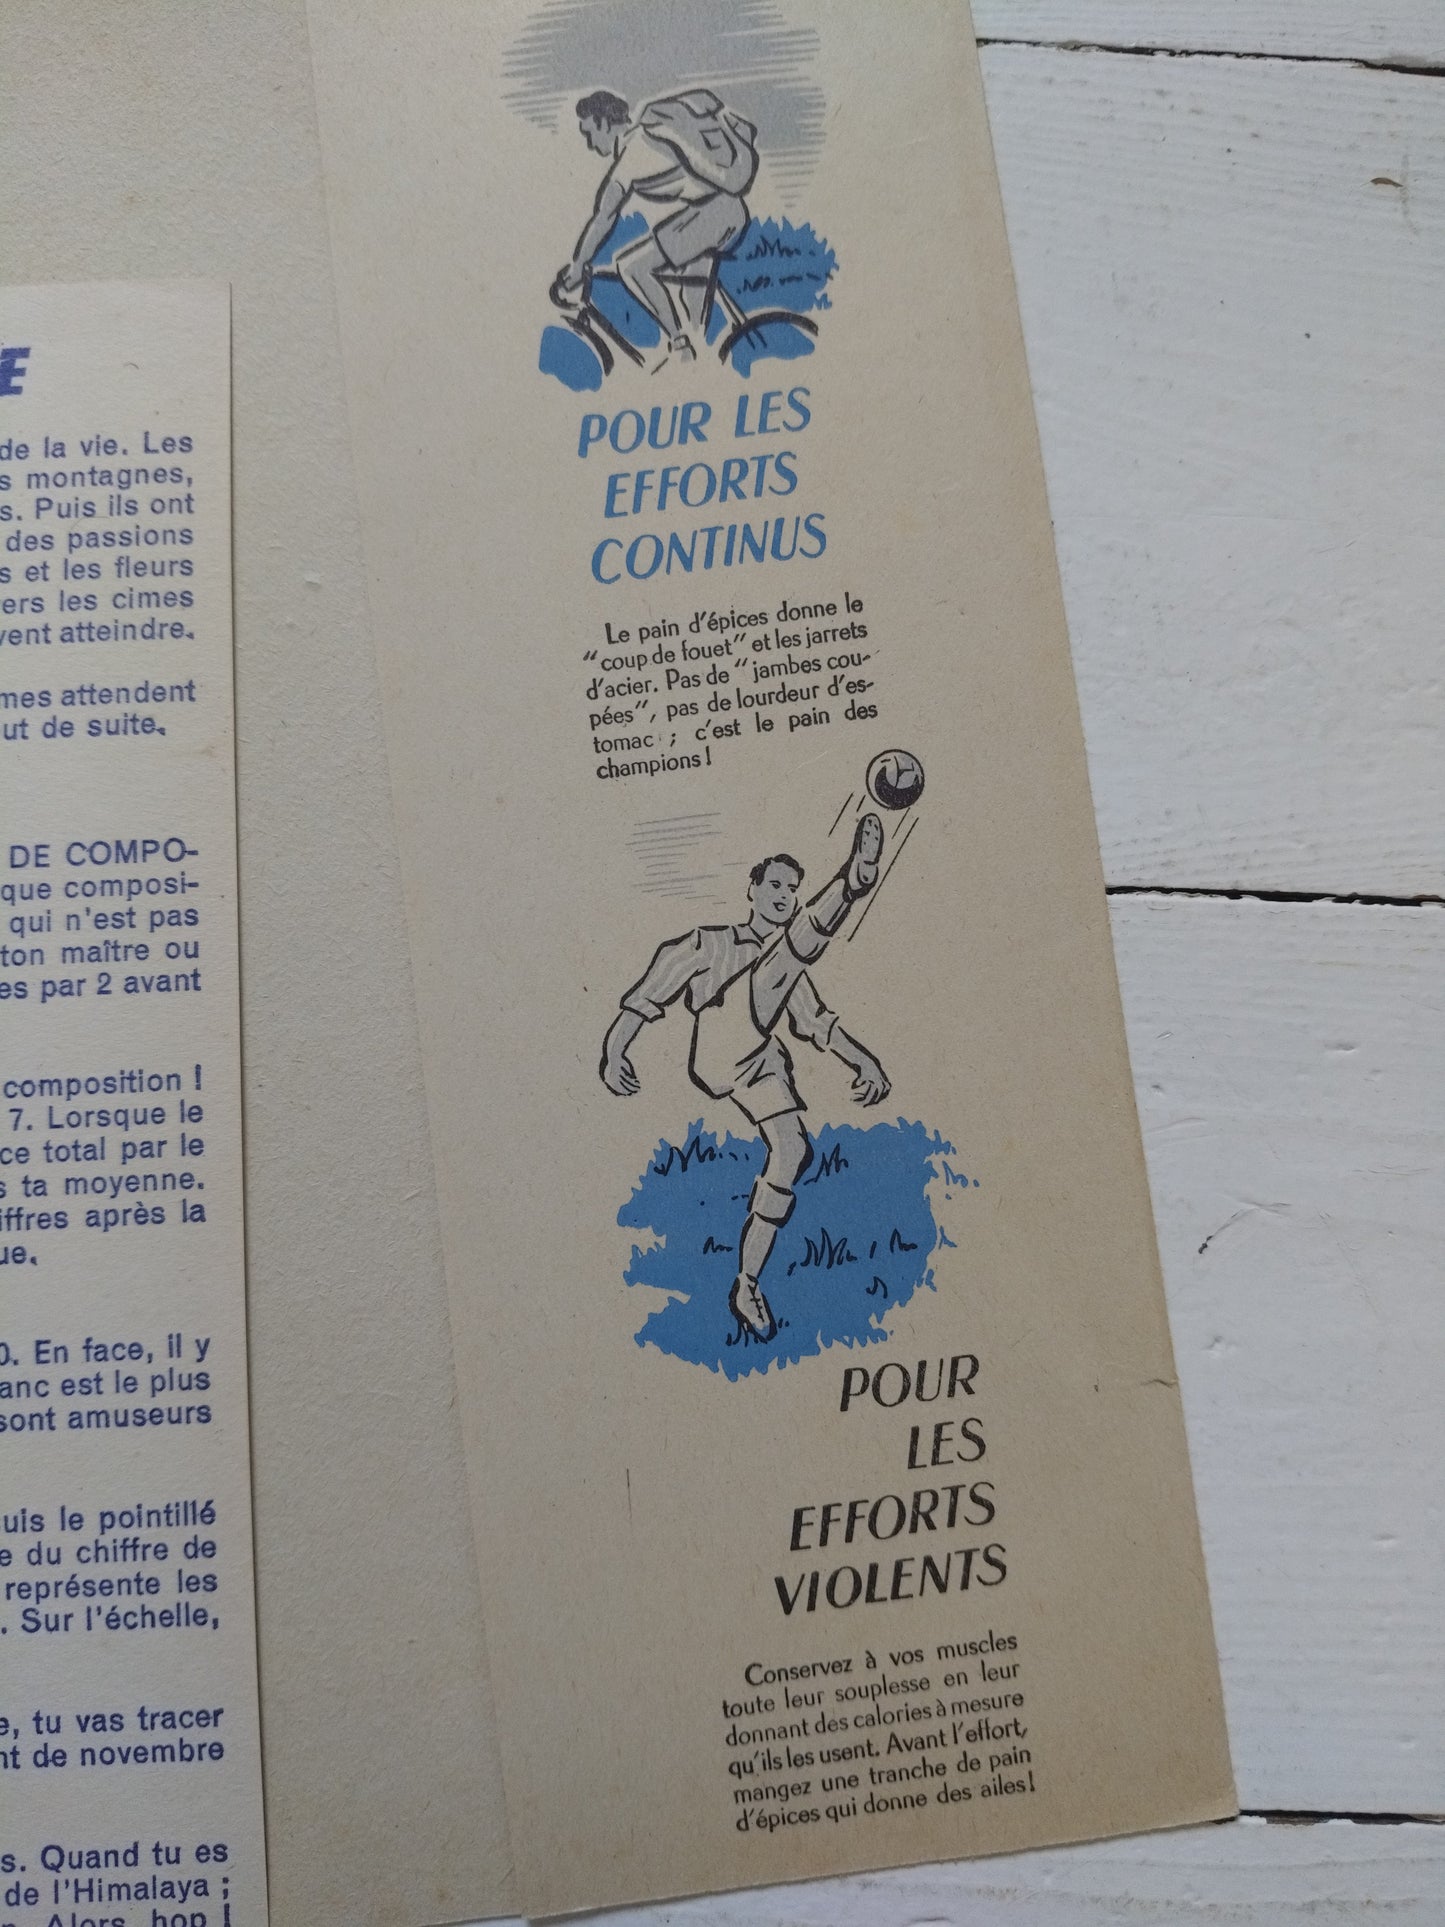 E
de la vie. Les
s montagnes,
s. Puis ils ont
des passions
s et les fleurs
ers les cimes
vent atteindre.
mes attendent
ut de suite.
DE COMPO-
que composi-
qui n'est pas
ton maître ou
es par 2 avant
composition !
7. Lorsque le
ce total par le
s ta moyenne.
iffres après la
ue.
0. En face, il y
anc est le plus
sont amuseurs
uis le pointillé
e du chiffre de
représente les
. Sur l'échelle,
e, tu vas tracer
nt de novembre
s. Quand tu es
de l'Himalaya ;
Alors, hop !
POUR LES
EFFORTS
CONTINUS
Le pain d'épices donne le
"coup de fouet" et les jarrets
d'acier. Pas de "jambes cou-
pées", pas de lourdeur d'es-
tomac ; c'est le pain des
champions !
POUR
LES
EFFORTS
VIOLENTS
Conservez à vos muscles
toute leur souplesse en leur
donnant des calories à mesure
qu'ils les usent. Avant l'effort,
mangez une tranche de pain
d'épices qui donne des ailes !